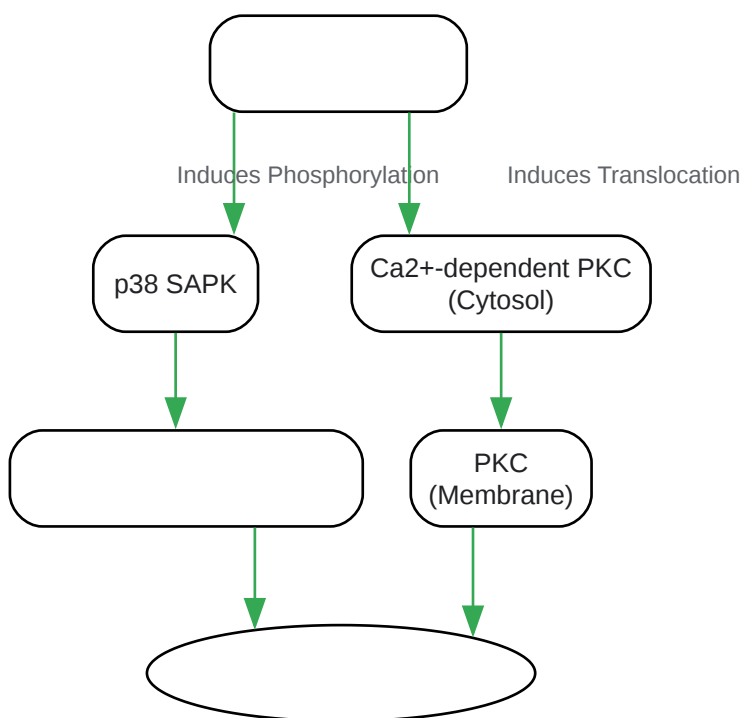 Induces Phosphorylation
Induces Translocation
p38 SAPK
Ca2+-dependent PKC
(Cytosol)
PKC
(Membrane)